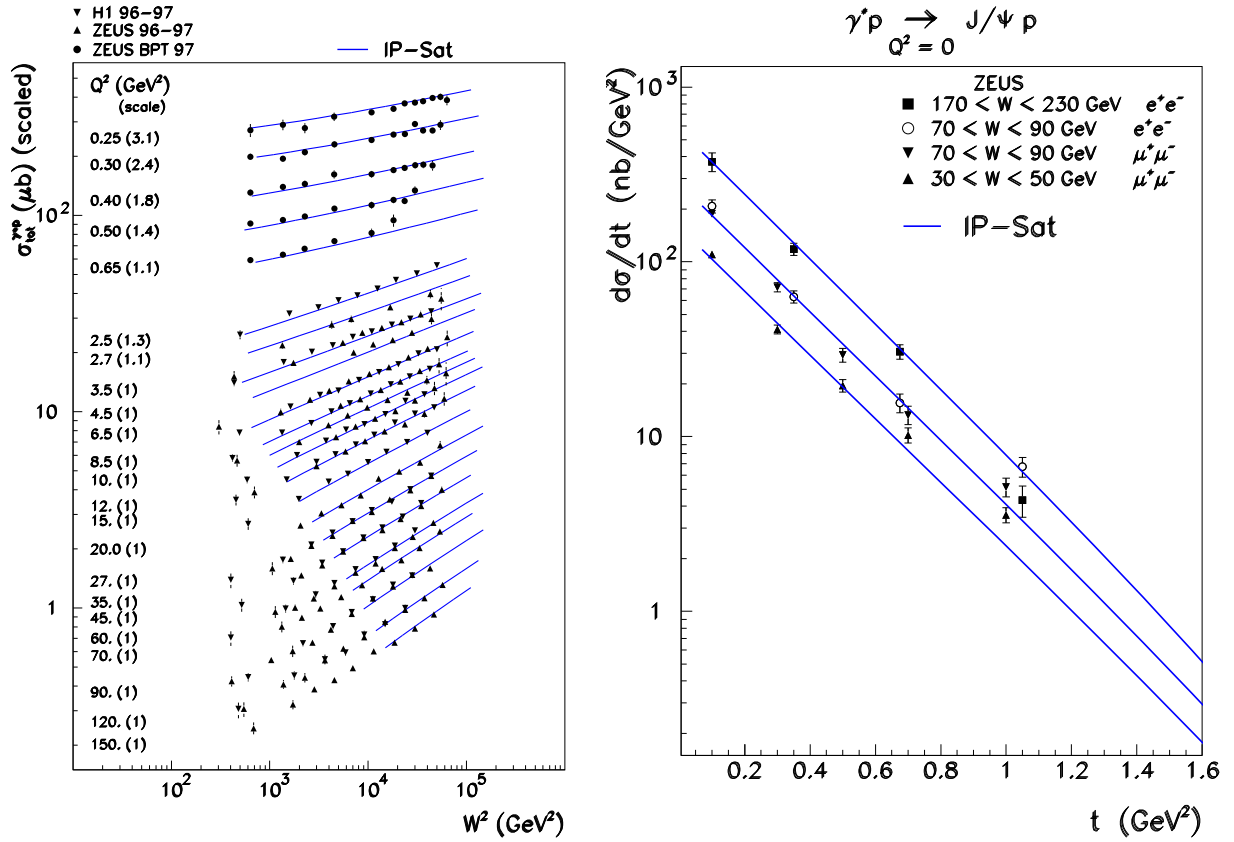 H1 96-97
ZEUS 96-97
ZEUS BPT 97
IP-Sat
σ_tot^γ*p (μb) (scaled)
Q² (GeV²)
(scale)
0.25 (3.1)
0.30 (2.4)
0.40 (1.8)
0.50 (1.4)
0.65 (1.1)
2.5 (1.3)
2.7 (1.1)
3.5 (1)
4.5 (1)
6.5 (1)
8.5 (1)
10. (1)
12. (1)
15. (1)
20.0 (1)
27. (1)
35. (1)
45. (1)
60. (1)
70. (1)
90. (1)
120. (1)
150. (1)
10²
10
1
10² 10³ 10⁴ 10⁵
W² (GeV²)
γ*p → J/ψ p
Q² = 0
dσ/dt (nb/GeV²)
ZEUS
170 < W < 230 GeV e⁺e⁻
70 < W < 90 GeV e⁺e⁻
70 < W < 90 GeV μ⁺μ⁻
30 < W < 50 GeV μ⁺μ⁻
IP-Sat
10³
10²
10
1
0.2 0.4 0.6 0.8 1 1.2 1.4 1.6
t (GeV²)